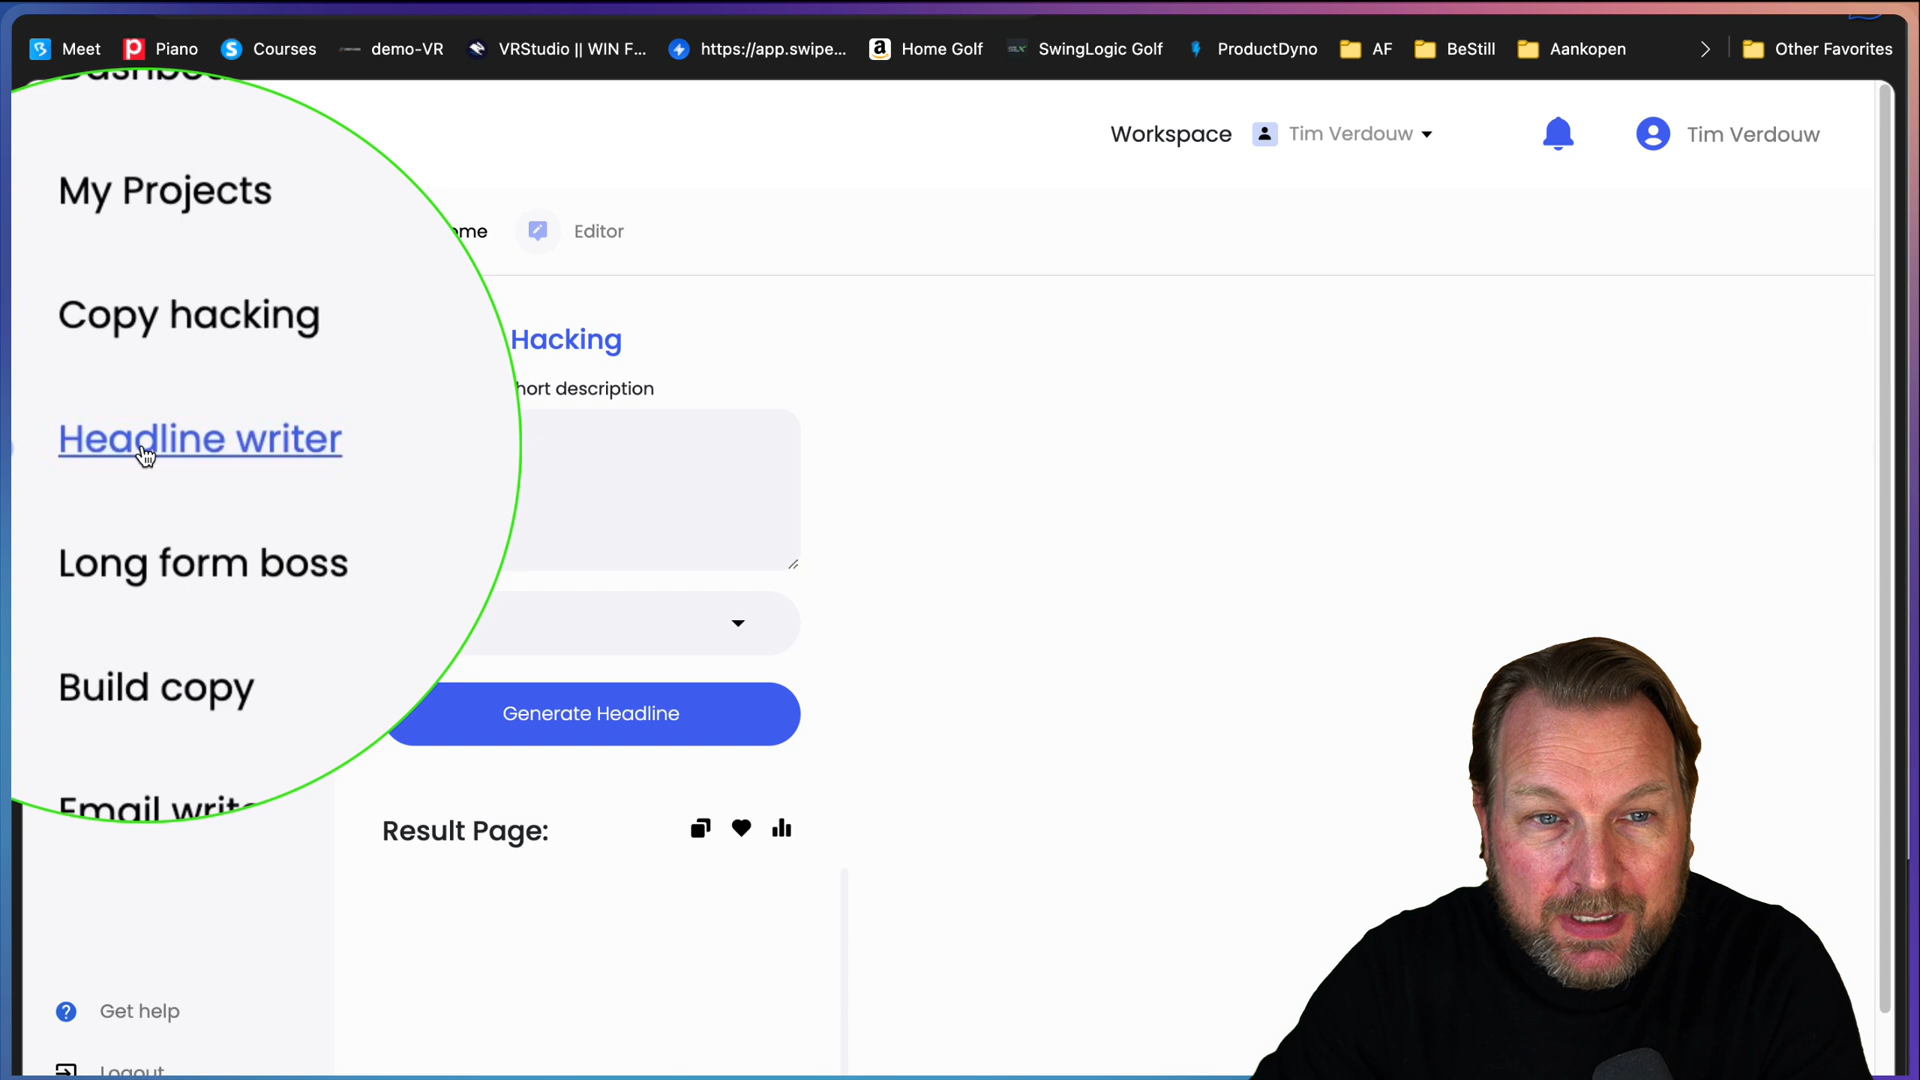 Meet
Piano
Courses
demo-VR
VRStudio || WIN F...
https://app.swipe...
Home Golf
SwingLogic Golf
ProductDyno
AF
BeStill
Aankopen
Other Favorites
Workspace
Tim Verdouw
Tim Verdouw
My Projects
Copy hacking
Headline writer
Long form boss
Build copy
Editor
Hacking
hort description
Generate Headline
Result Page:
Get help
Logout